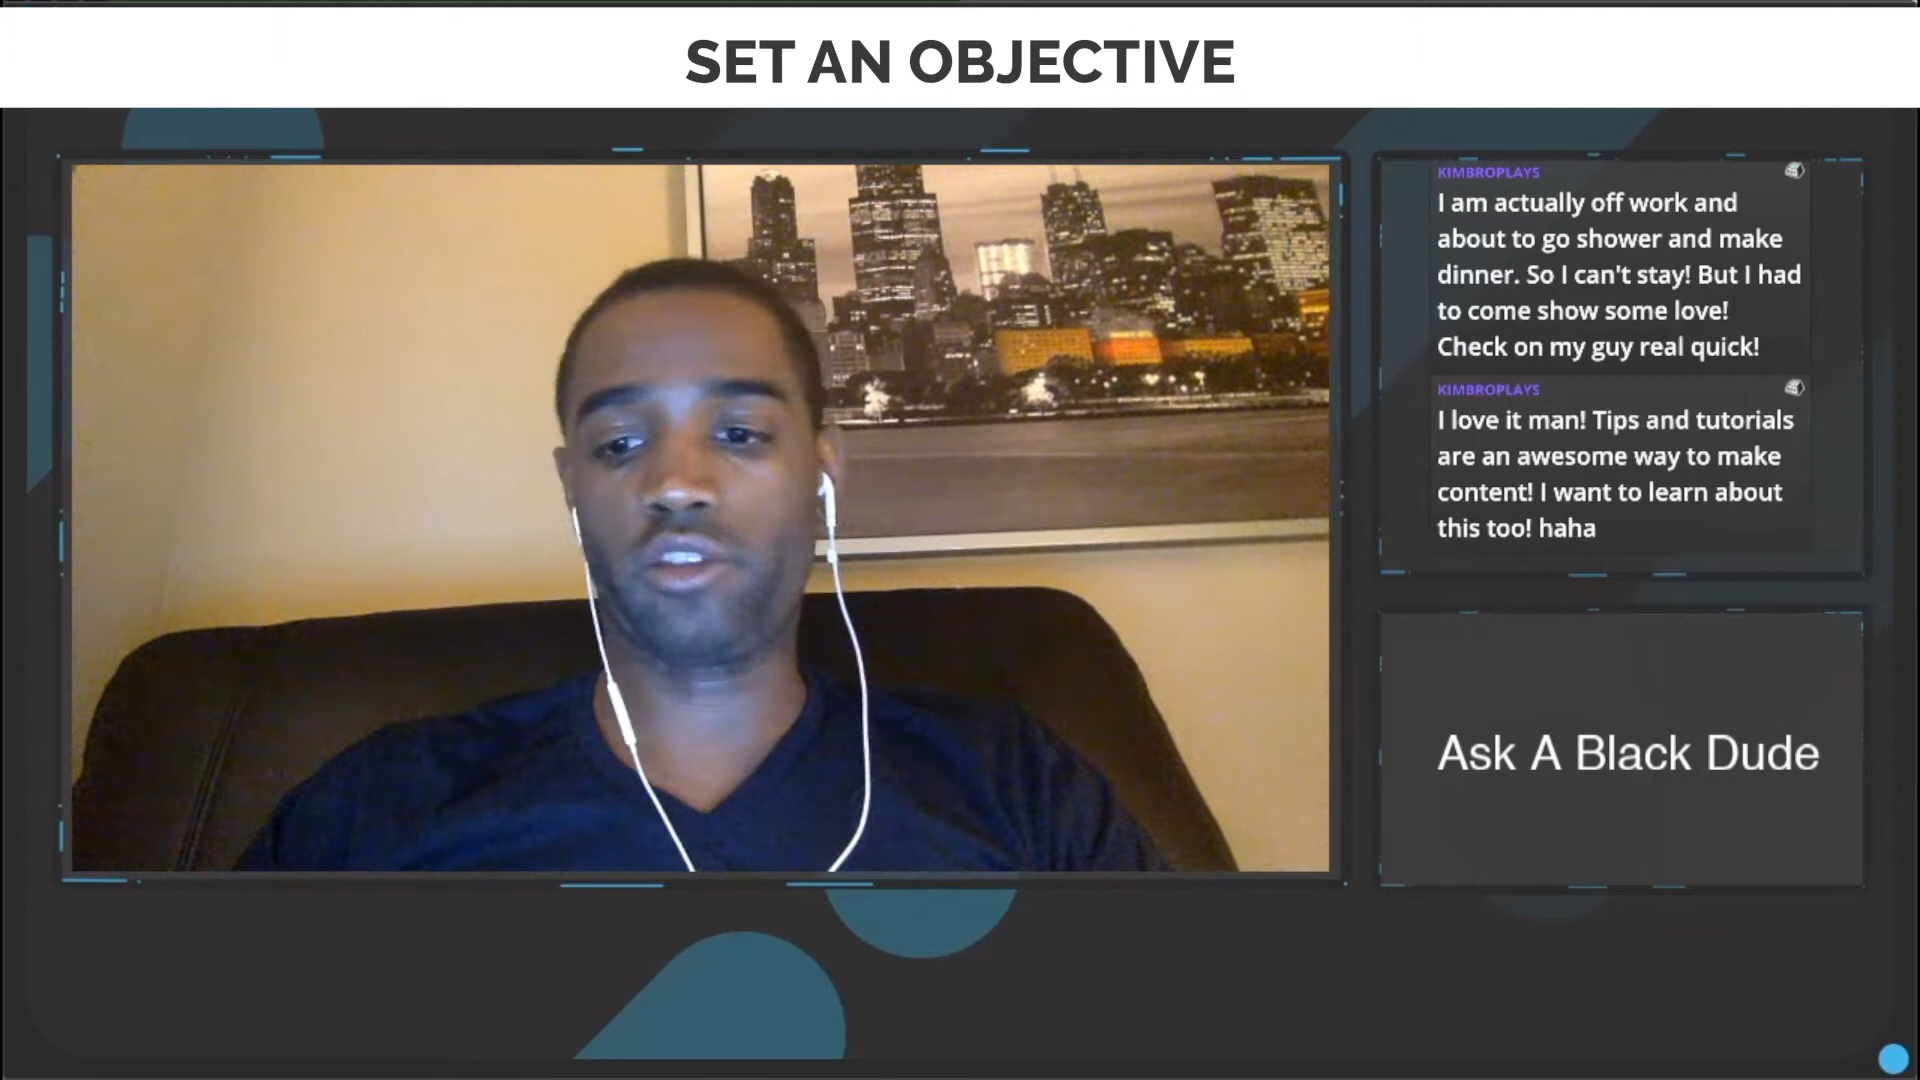 SET AN OBJECTIVE
KIMBROPLAYS
I am actually off work and
about to go shower and make
dinner. So I can't stay! But I had
to come show some love!
Check on my guy real quick!
KIMBROPLAYS
I love it man! Tips and tutorials
are an awesome way to make
content! I want to learn about
this too! haha
Ask A Black Dude